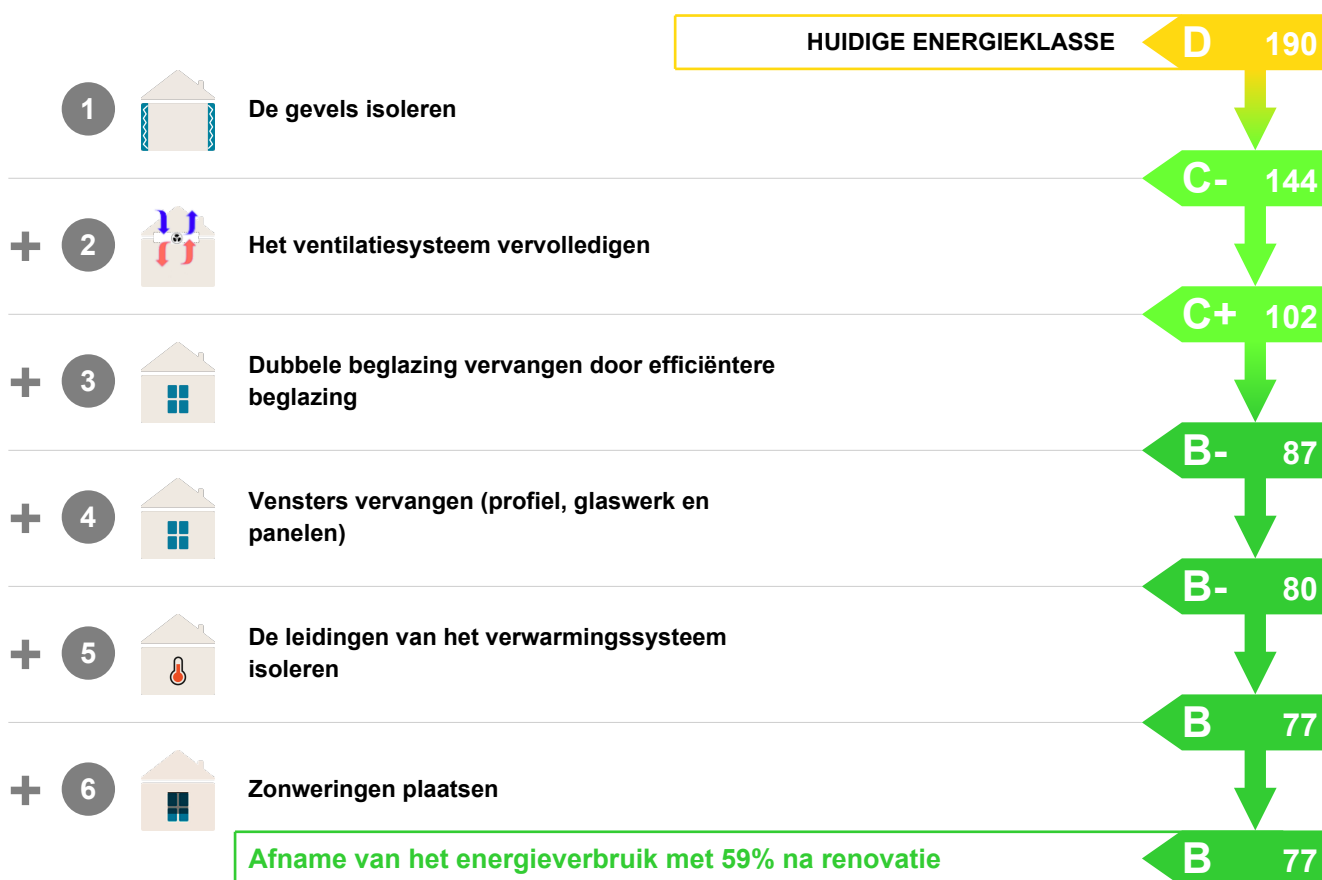 HUIDIGE ENERGIEKLASSE D 190
1 De gevels isoleren
C- 144
+ 2 Het ventilatiesysteem vervolledigen
C+ 102
+ 3 Dubbele beglazing vervangen door efficiëntere
beglazing
B- 87
+ 4 Vensters vervangen (profiel, glaswerk en
panelen)
B- 80
+ 5 De leidingen van het verwarmingssysteem
isoleren
B 77
+ 6 Zonweringen plaatsen
Afname van het energieverbruik met 59% na renovatie B 77